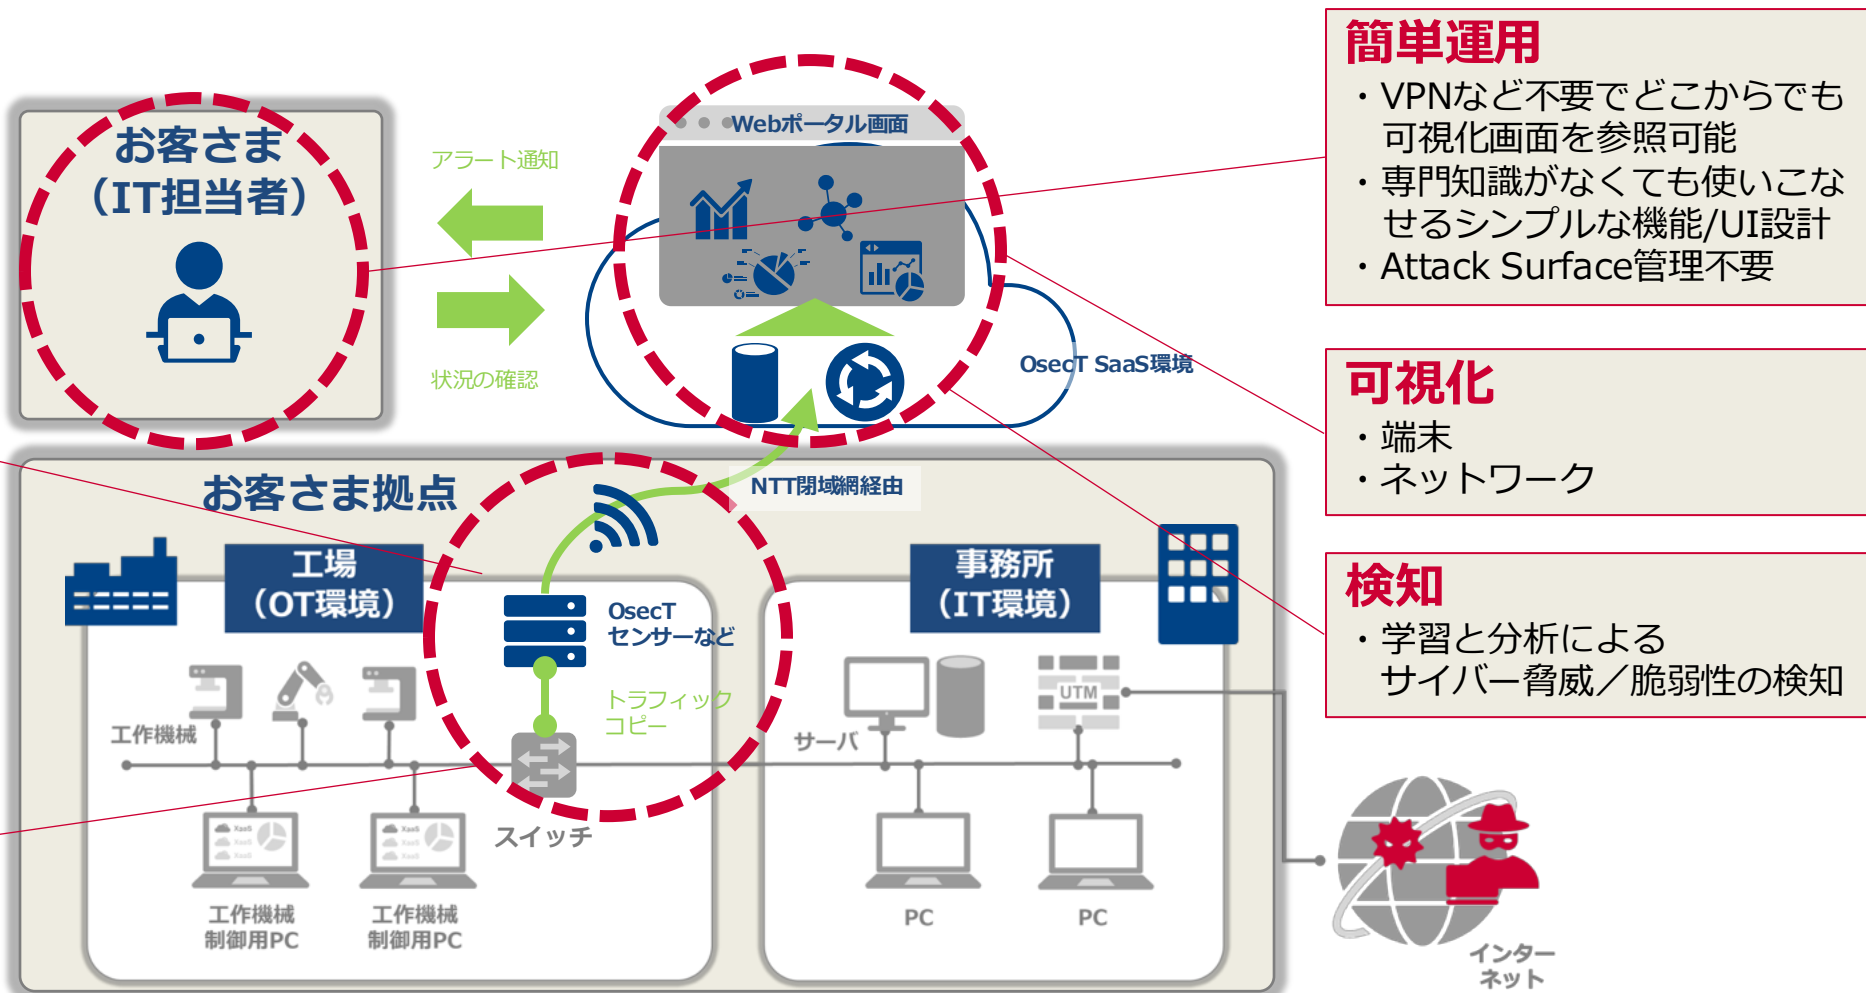 お客さま
（IT担当者）
アラート通知
状況の確認
Webポータル画面
OsecT SaaS環境
簡単運用
・VPNなど不要でどこからでも
可視化画面を参照可能
・専門知識がなくても使いこな
せるシンプルな機能/UI設計
・Attack Surface管理不要
可視化
・端末
・ネットワーク
検知
・学習と分析による
サイバー脅威／脆弱性の検知
お客さま拠点
NTT閉域網経由
工場
（OT環境）
OsecT
センサーなど
トラフィック
コピー
工作機械
スイッチ
XaaS
XaaS
XaaS
XaaS
XaaS
XaaS
工作機械
制御用PC
工作機械
制御用PC
事務所
（IT環境）
サーバ
UTM
PC
PC
インター
ネット